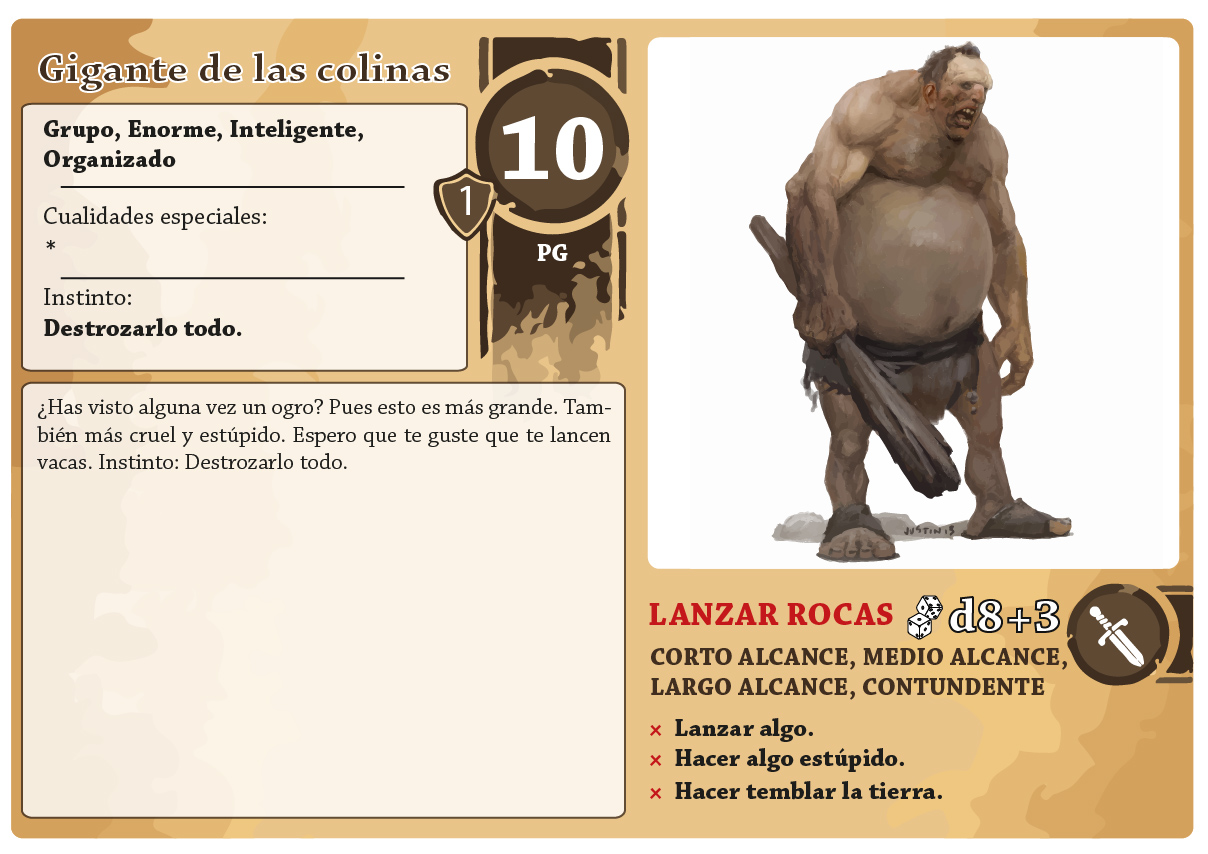 Gigante de las colinas
Grupo, Enorme, Inteligente,
Organizado
Cualidades especiales:
*
Instinto:
Destrozarlo todo.
1
10
PG
¿Has visto alguna vez un ogro? Pues esto es más grande. Tam-
bién más cruel y estúpido. Espero que te guste que te lancen
vacas. Instinto: Destrozarlo todo.
JUSTIN13
LANZAR ROCAS d8+3
CORTO ALCANCE, MEDIO ALCANCE,
LARGO ALCANCE, CONTUNDENTE
× Lanzar algo.
× Hacer algo estúpido.
× Hacer temblar la tierra.